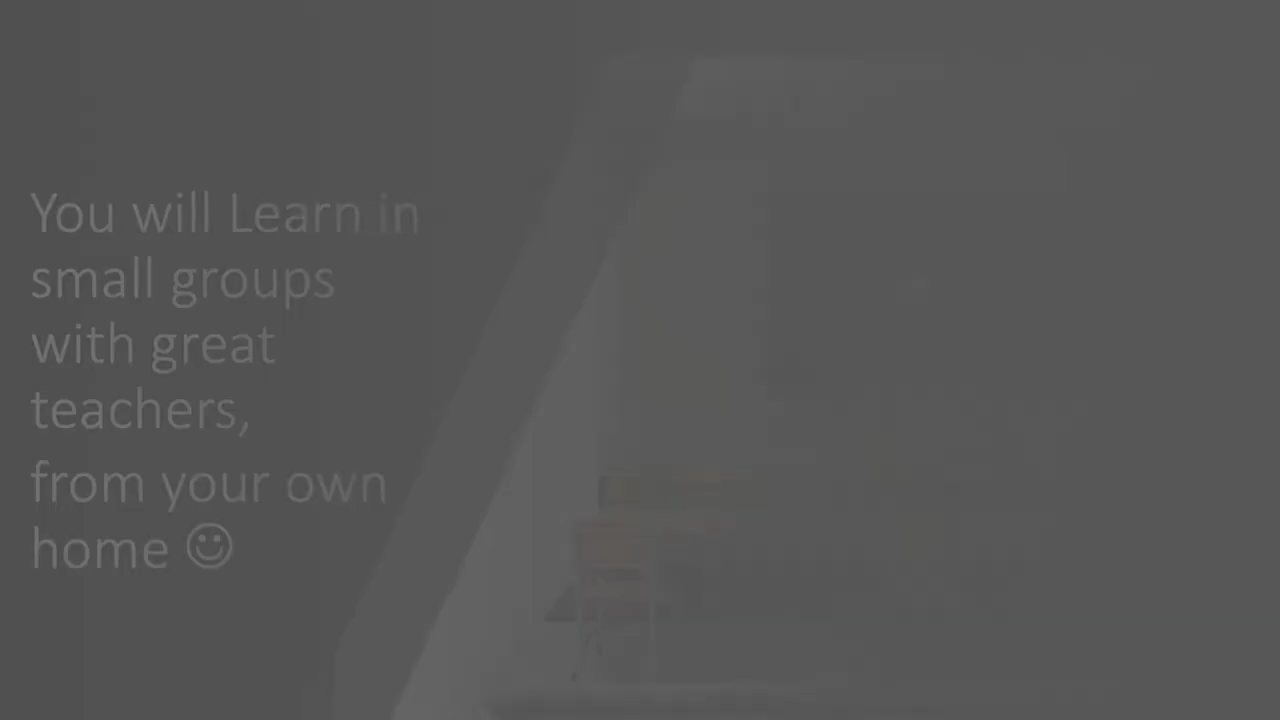 You will Learn in
small groups
with great
teachers,
from your own
home ☺